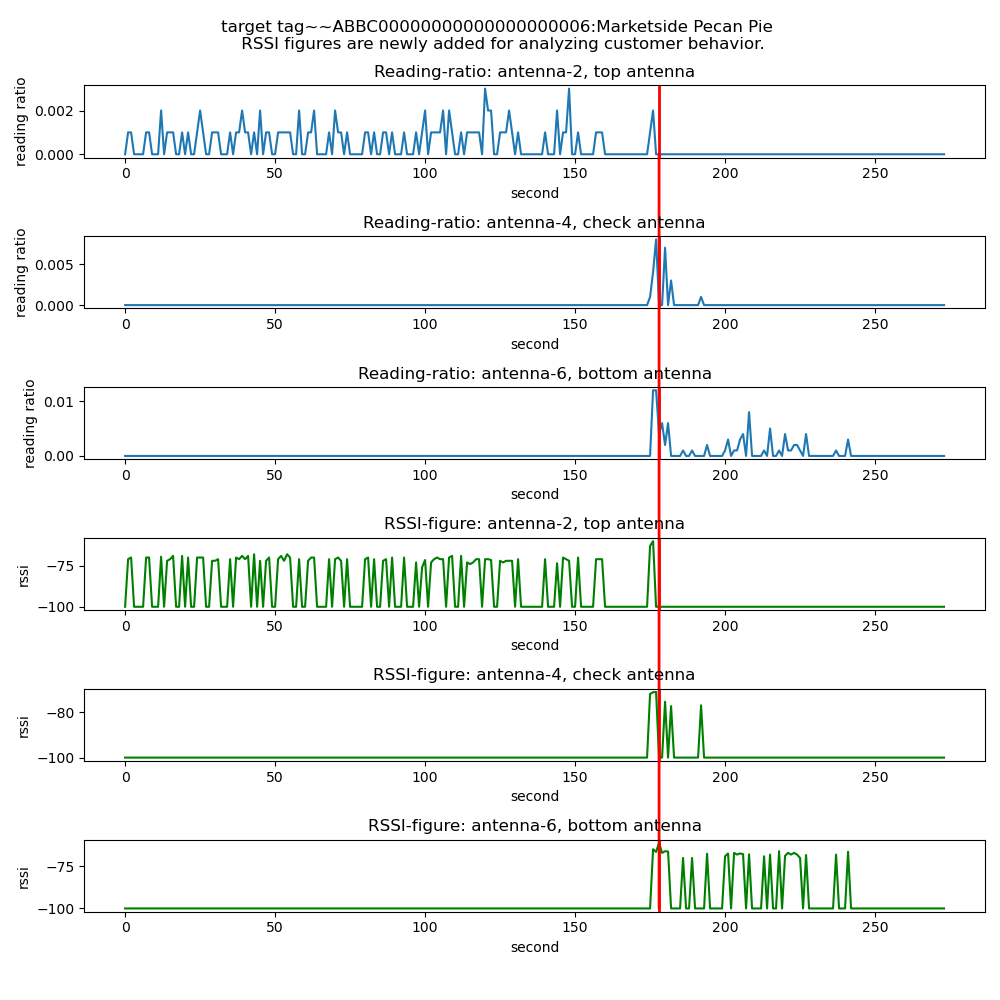 target tag~~ABBC00000000000000000006:Marketside Pecan Pie
RSSI figures are newly added for analyzing customer behavior.
Reading-ratio: antenna-2, top antenna
reading ratio
0.002
0.000
0 50 100 150 200 250
second
Reading-ratio: antenna-4, check antenna
reading ratio
0.005
0.000
0 50 100 150 200 250
second
Reading-ratio: antenna-6, bottom antenna
reading ratio
0.01
0.00
0 50 100 150 200 250
second
RSSI-figure: antenna-2, top antenna
rssi
−75
−100
0 50 100 150 200 250
second
RSSI-figure: antenna-4, check antenna
rssi
−80
−100
0 50 100 150 200 250
second
RSSI-figure: antenna-6, bottom antenna
rssi
−75
−100
0 50 100 150 200 250
second